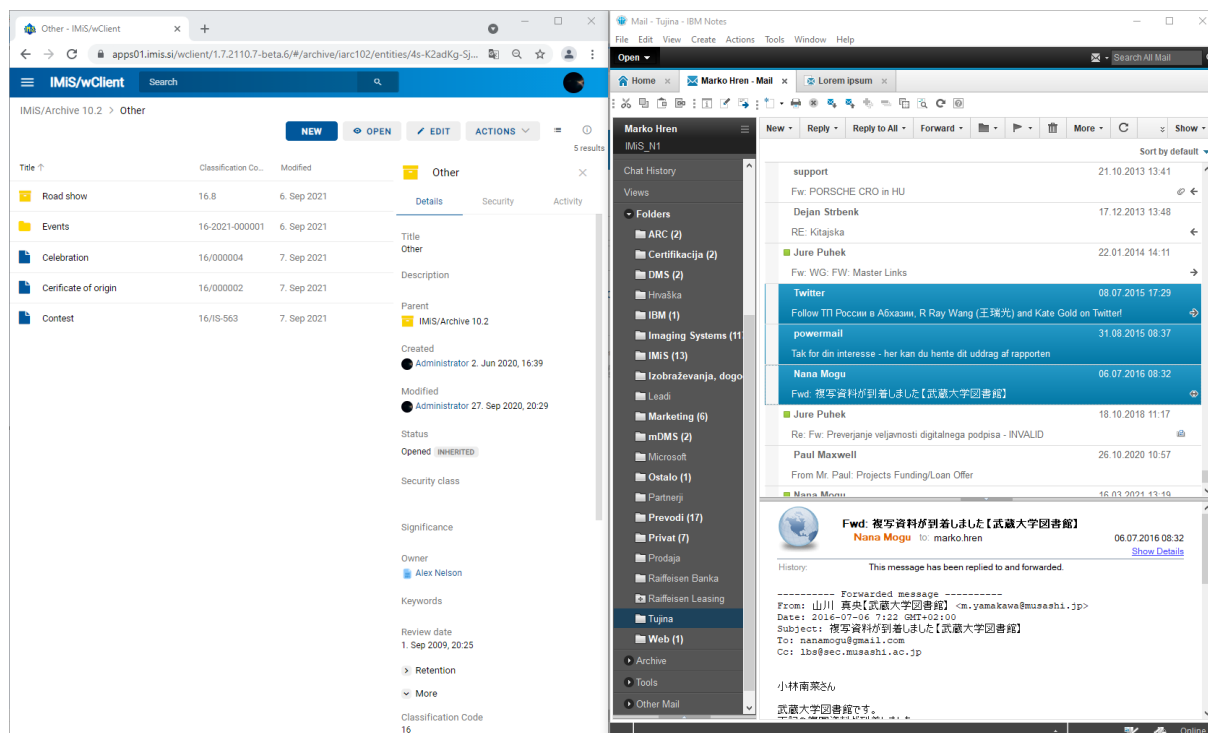 Other - IMiS/wClient
apps01.imis.si/wclient/1.7.2110.7-beta.6/#/archive/iarc102/entities/4s-K2adKg-Sj...
IMiS/wClient
Search
IMiS/Archive 10.2 > Other
NEW
OPEN
EDIT
ACTIONS
5 results
Title
Classification Co...
Modified
Road show
16.8
6. Sep 2021
Events
16-2021-000001
6. Sep 2021
Celebration
16/000004
7. Sep 2021
Cerificate of origin
16/000002
7. Sep 2021
Contest
16/IS-563
7. Sep 2021
Other
Details
Security
Activity
Title
Other
Description
Parent
IMiS/Archive 10.2
Created
Administrator 2. Jun 2020, 16:39
Modified
Administrator 27. Sep 2020, 20:29
Status
Opened INHERITED
Security class
Significance
Owner
Alex Nelson
Keywords
Review date
1. Sep 2009, 20:25
Retention
More
Classification Code
16
Mail - Tujina - IBM Notes
File Edit View Create Actions Tools Window Help
Open
Search All Mail
Home
Marko Hren - Mail
Lorem ipsum
Marko Hren
IMiS_N1
Chat History
Views
Folders
ARC (2)
Certifikacija (2)
DMS (2)
Hrvaška
IBM (1)
Imaging Systems (11
IMiS (13)
Izobraževanja, dogo
Leadi
Marketing (6)
mDMS (2)
Microsoft
Ostalo (1)
Partnerji
Prevodi (17)
Privat (7)
Prodaja
Raiffeisen Banka
Raiffeisen Leasing
Tujina
Web (1)
Archive
Tools
Other Mail
New
Reply
Reply to All
Forward
More
Show
Sort by default
support
21.10.2013 13:41
Fw: PORSCHE CRO in HU
Dejan Strbenk
17.12.2013 13:48
RE: Kitajska
Jure Puhek
22.01.2014 14:11
Fw: WG: FW: Master Links
Twitter
08.07.2015 17:29
Follow ТП России в Абхазии, R Ray Wang (王瑞光) and Kate Gold on Twitter!
powermail
31.08.2015 08:37
Tak for din interesse - her kan du hente dit uddrag af rapporten
Nana Mogu
06.07.2016 08:32
Fwd: 複写資料が到着しました【武蔵大学図書館】
Jure Puhek
18.10.2018 11:17
Re: Fw: Preverjanje veljavnosti digitalnega podpisa - INVALID
Paul Maxwell
26.10.2020 10:57
From Mr. Paul: Projects Funding/Loan Offer
Nana Mogu
16.03.2021 13:19
Fwd: 複写資料が到着しました【武蔵大学図書館】
Nana Mogu to: marko.hren
06.07.2016 08:32
Show Details
History:
This message has been replied to and forwarded.
---------- Forwarded message ----------
From: 山川 真央【武蔵大学図書館】 <m.yamakawa@musashi.jp>
Date: 2016-07-06 7:22 GMT+02:00
Subject: 複写資料が到着しました【武蔵大学図書館】
To: nanamogu@gmail.com
Cc: lbs@sec.musashi.ac.jp
小林南菜さん
武蔵大学図書館です。
Online